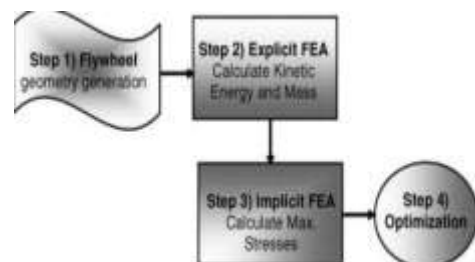 Step 1) Flywheel
geometry generation
Step 2) Explicit FEA
Calculate Kinetic
Energy and Mass
Step 3) Implicit FEA
Calculate Max.
Stresses
Step 4)
Optimization